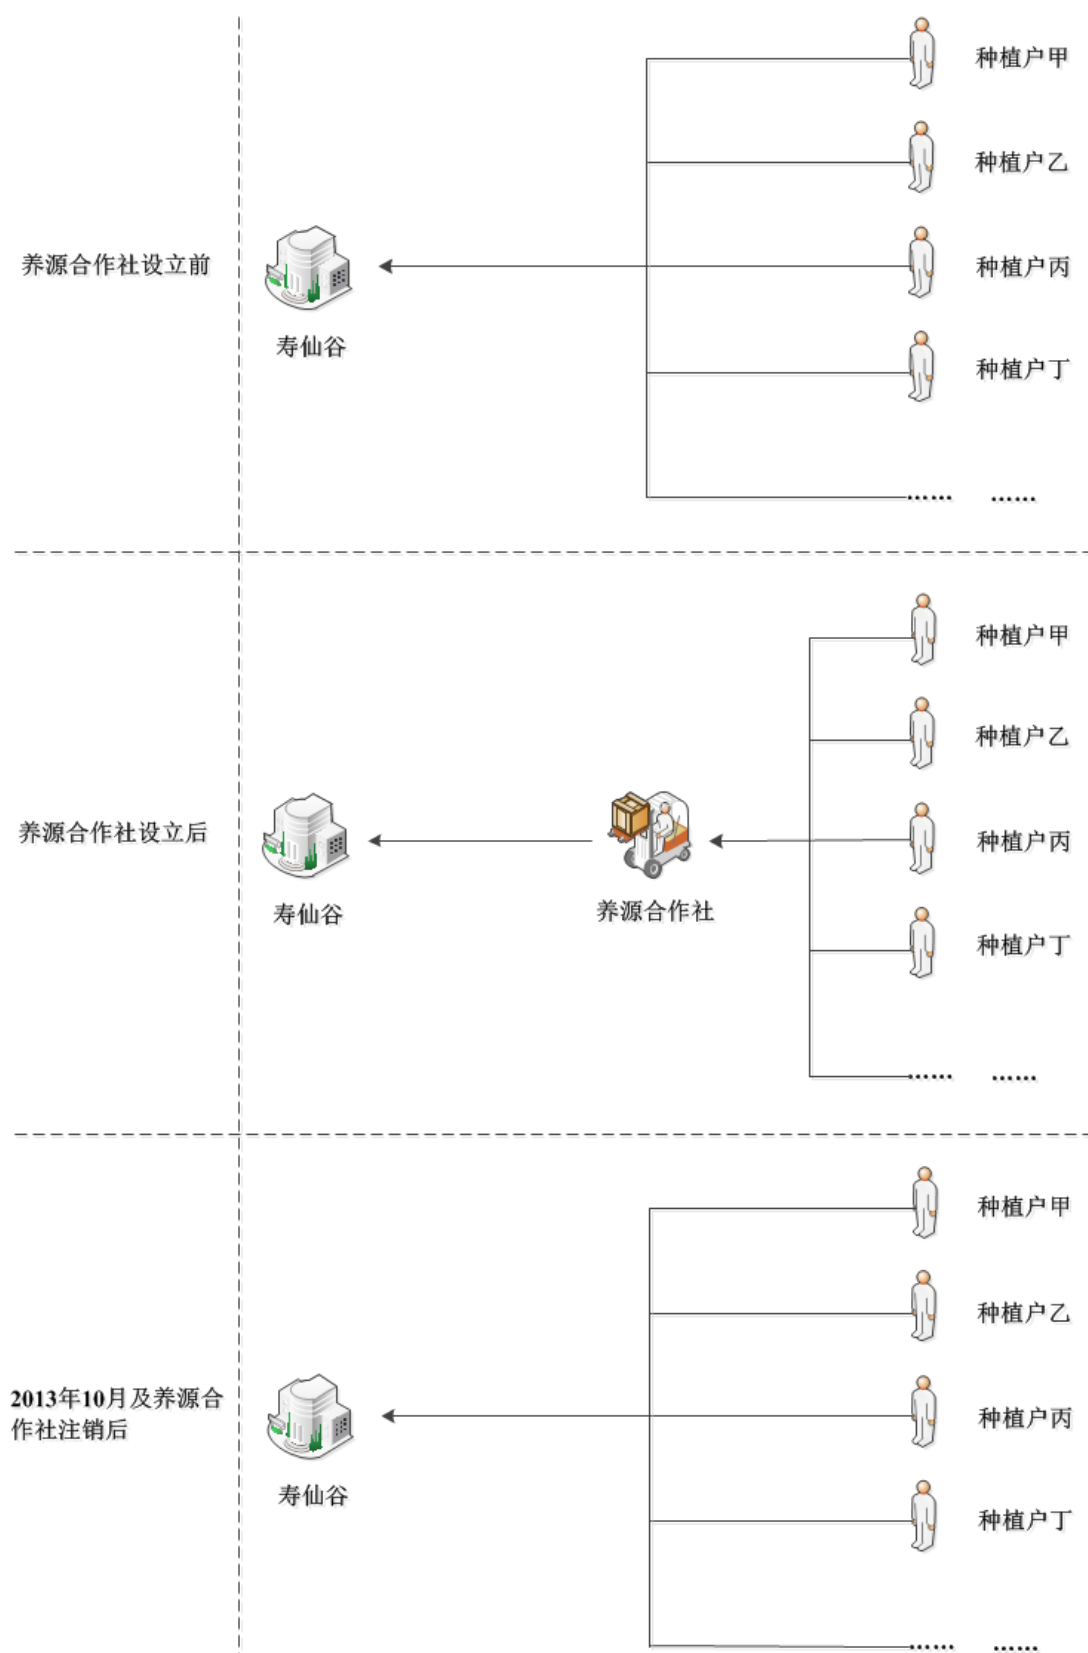 种植户甲
种植户乙
养源合作社设立前
种植户丙
寿仙谷
种植户丁
…… ……
种植户甲
种植户乙
养源合作社设立后
种植户丙
寿仙谷
养源合作社
种植户丁
…… ……
种植户甲
种植户乙
2013年10月及养源合
作社注销后
种植户丙
寿仙谷
种植户丁
…… ……